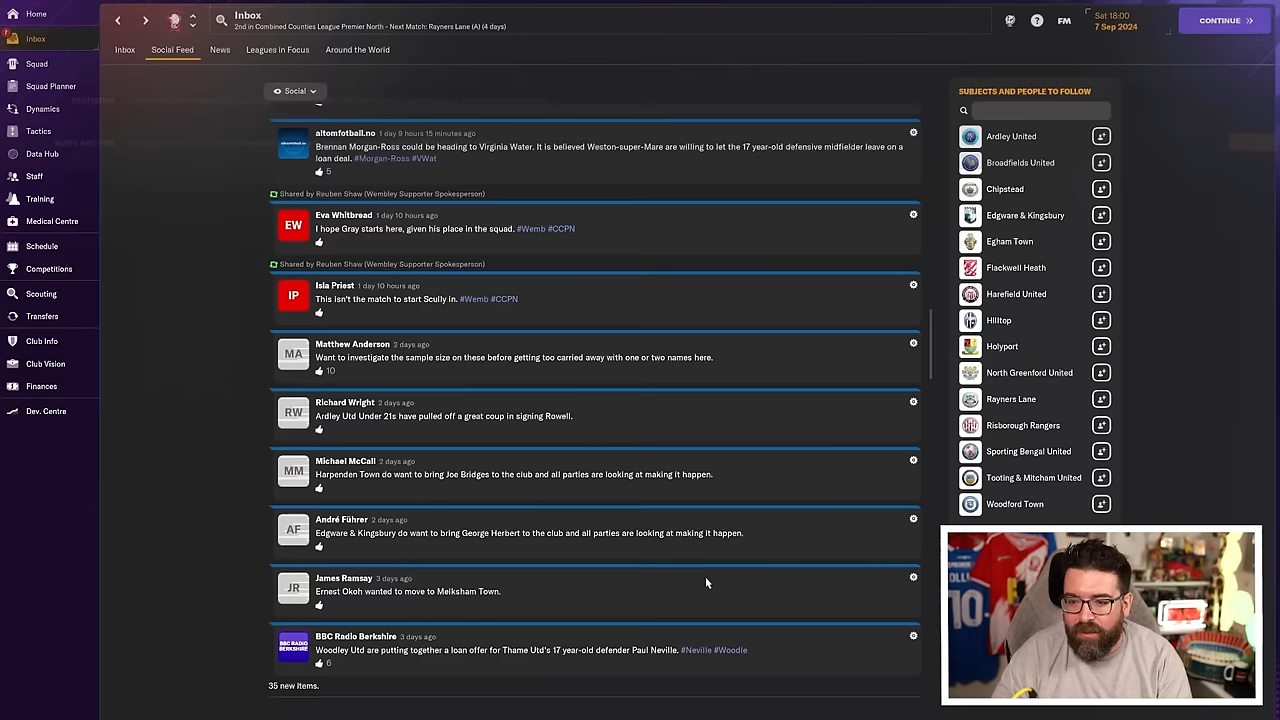 Home
Inbox
Squad
Squad Planner
Dynamics
Tactics
Data Hub
Staff
Training
Medical Centre
Schedule
Competitions
Scouting
Transfers
Club Info
Club Vision
Finances
Dev. Centre
Inbox
2nd in Combined Counties League Premier North - Next Match: Rayners Lane (A) (4 days)
FM
Sat 18:00
7 Sep 2024
CONTINUE
Inbox Social Feed News Leagues In Focus Around the World
Social
altomfotball.no 1 day 9 hours 15 minutes ago
Brennan Morgan-Ross could be heading to Virginia Water. It is believed Weston-super-Mare are willing to let the 17 year-old defensive midfielder leave on a
loan deal. #Morgan-Ross #VWat
5
Shared by Reuben Shaw (Wembley Supporter Spokesperson)
EW
Eva Whitbread 1 day 10 hours ago
I hope Gray starts here, given his place in the squad. #Wemb #CCPN
Shared by Reuben Shaw (Wembley Supporter Spokesperson)
IP
Isla Priest 1 day 10 hours ago
This isn't the match to start Scully in. #Wemb #CCPN
MA
Matthew Anderson 2 days ago
Want to investigate the sample size on these before getting too carried away with one or two names here.
10
RW
Richard Wright 2 days ago
Ardley Utd Under 21s have pulled off a great coup in signing Rowell.
MM
Michael McCall 2 days ago
Harpenden Town do want to bring Joe Bridges to the club and all parties are looking at making it happen.
AF
André Führer 2 days ago
Edgware & Kingsbury do want to bring George Herbert to the club and all parties are looking at making it happen.
JR
James Ramsay 3 days ago
Ernest Okoh wanted to move to Melksham Town.
BBC RADIO
BERKSHIRE
BBC Radio Berkshire 3 days ago
Woodley Utd are putting together a loan offer for Thame Utd's 17 year-old defender Paul Neville. #Neville #Woodle
6
35 new items.
SUBJECTS AND PEOPLE TO FOLLOW
Ardley United
Broadfields United
Chipstead
Edgware & Kingsbury
Egham Town
Flackwell Heath
Harefield United
Hilltop
Holyport
North Greenford United
Rayners Lane
Risborough Rangers
Sporting Bengal United
Tooting & Mitcham United
Woodford Town
10